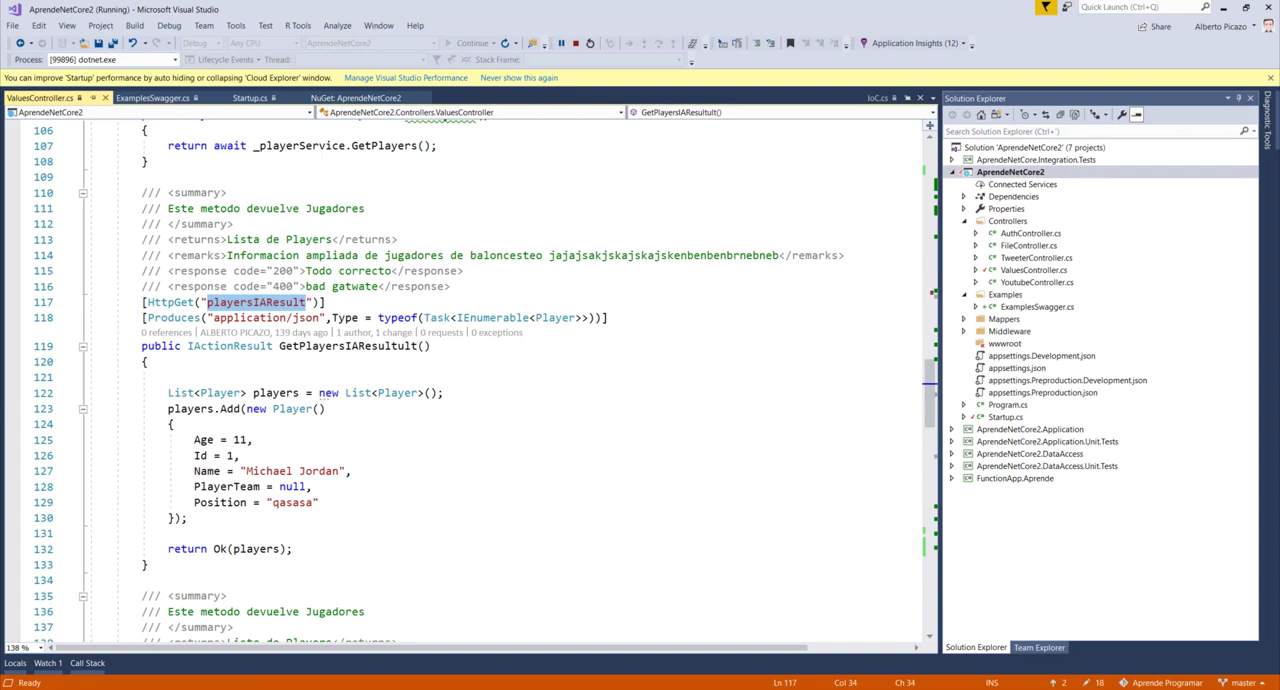 AprendeNetCore2 (Running) - Microsoft Visual Studio
Quick Launch (Ctrl+Q)
File Edit View Project Build Debug Team Tools Test R Tools Analyze Window Help
Share Alberto Picazo
Debug Any CPU AprendeNetCore2 Continue Application Insights (12)
Process: [99896] dotnet.exe Lifecycle Events Thread: Stack Frame:
You can improve 'Startup' performance by auto hiding or collapsing 'Cloud Explorer' window. Manage Visual Studio Performance Never show this again
ValuesController.cs ExamplesSwagger.cs Startup.cs NuGet: AprendeNetCore2 IoC.cs
AprendeNetCore2 AprendeNetCore2.Controllers.ValuesController GetPlayersIAResultult()
106 {
107 return await _playerService.GetPlayers();
108 }
109
110 /// <summary>
111 /// Este metodo devuelve Jugadores
112 /// </summary>
113 /// <returns>Lista de Players</returns>
114 /// <remarks>Informacion ampliada de jugadores de baloncesteo jajajsakjskajskajskenbenbenbrnebneb</remarks>
115 /// <response code="200">Todo correcto</response>
116 /// <response code="400">bad gatwate</response>
117 [HttpGet("playersIAResult")]
118 [Produces("application/json",Type = typeof(Task<IEnumerable<Player>>))]
0 references | ALBERTO PICAZO, 139 days ago | 1 author, 1 change | 0 requests | 0 exceptions
119 public IActionResult GetPlayersIAResultult()
120 {
121
122 List<Player> players = new List<Player>();
123 players.Add(new Player()
124 {
125 Age = 11,
126 Id = 1,
127 Name = "Michael Jordan",
128 PlayerTeam = null,
129 Position = "qasasa"
130 });
131
132 return Ok(players);
133 }
134
135 /// <summary>
136 /// Este metodo devuelve Jugadores
137 /// </summary>
/// <returns>Lista de Players</returns>
138 %
Solution Explorer
Search Solution Explorer (Ctrl+')
Solution 'AprendeNetCore2' (7 projects)
AprendeNetCore.Integration.Tests
AprendeNetCore2
Connected Services
Dependencies
Properties
Controllers
AuthController.cs
FileController.cs
TweeterController.cs
ValuesController.cs
YoutubeController.cs
Examples
ExamplesSwagger.cs
Mappers
Middleware
wwwroot
appsettings.Development.json
appsettings.json
appsettings.Preproduction.Development.json
appsettings.Preproduction.json
Program.cs
Startup.cs
AprendeNetCore2.Application
AprendeNetCore2.Application.Unit.Tests
AprendeNetCore2.DataAccess
AprendeNetCore2.DataAccess.Unit.Tests
FunctionApp.Aprende
Solution Explorer Team Explorer
Diagnostic Tools
Locals Watch 1 Call Stack
Ready Ln 117 Col 34 Ch 34 INS 2 18 Aprende Programar master